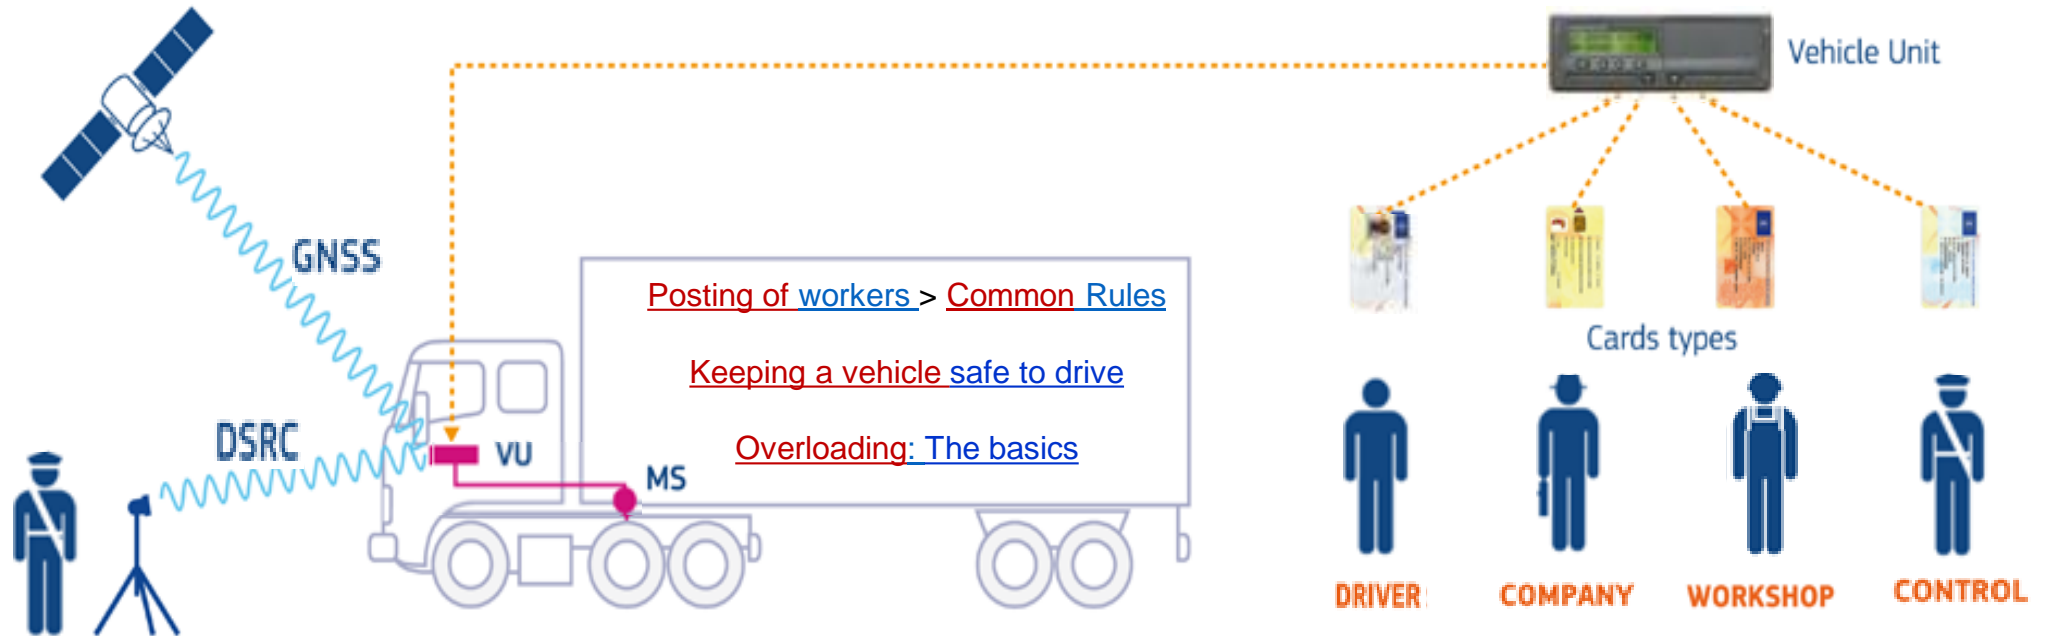 Vehicle Unit
GNSS
Posting of workers > Common Rules
Cards types
Keeping a vehicle safe to drive
DSRC
VU
Overloading: The basics
MS
DRIVER
COMPANY
WORKSHOP
CONTROL